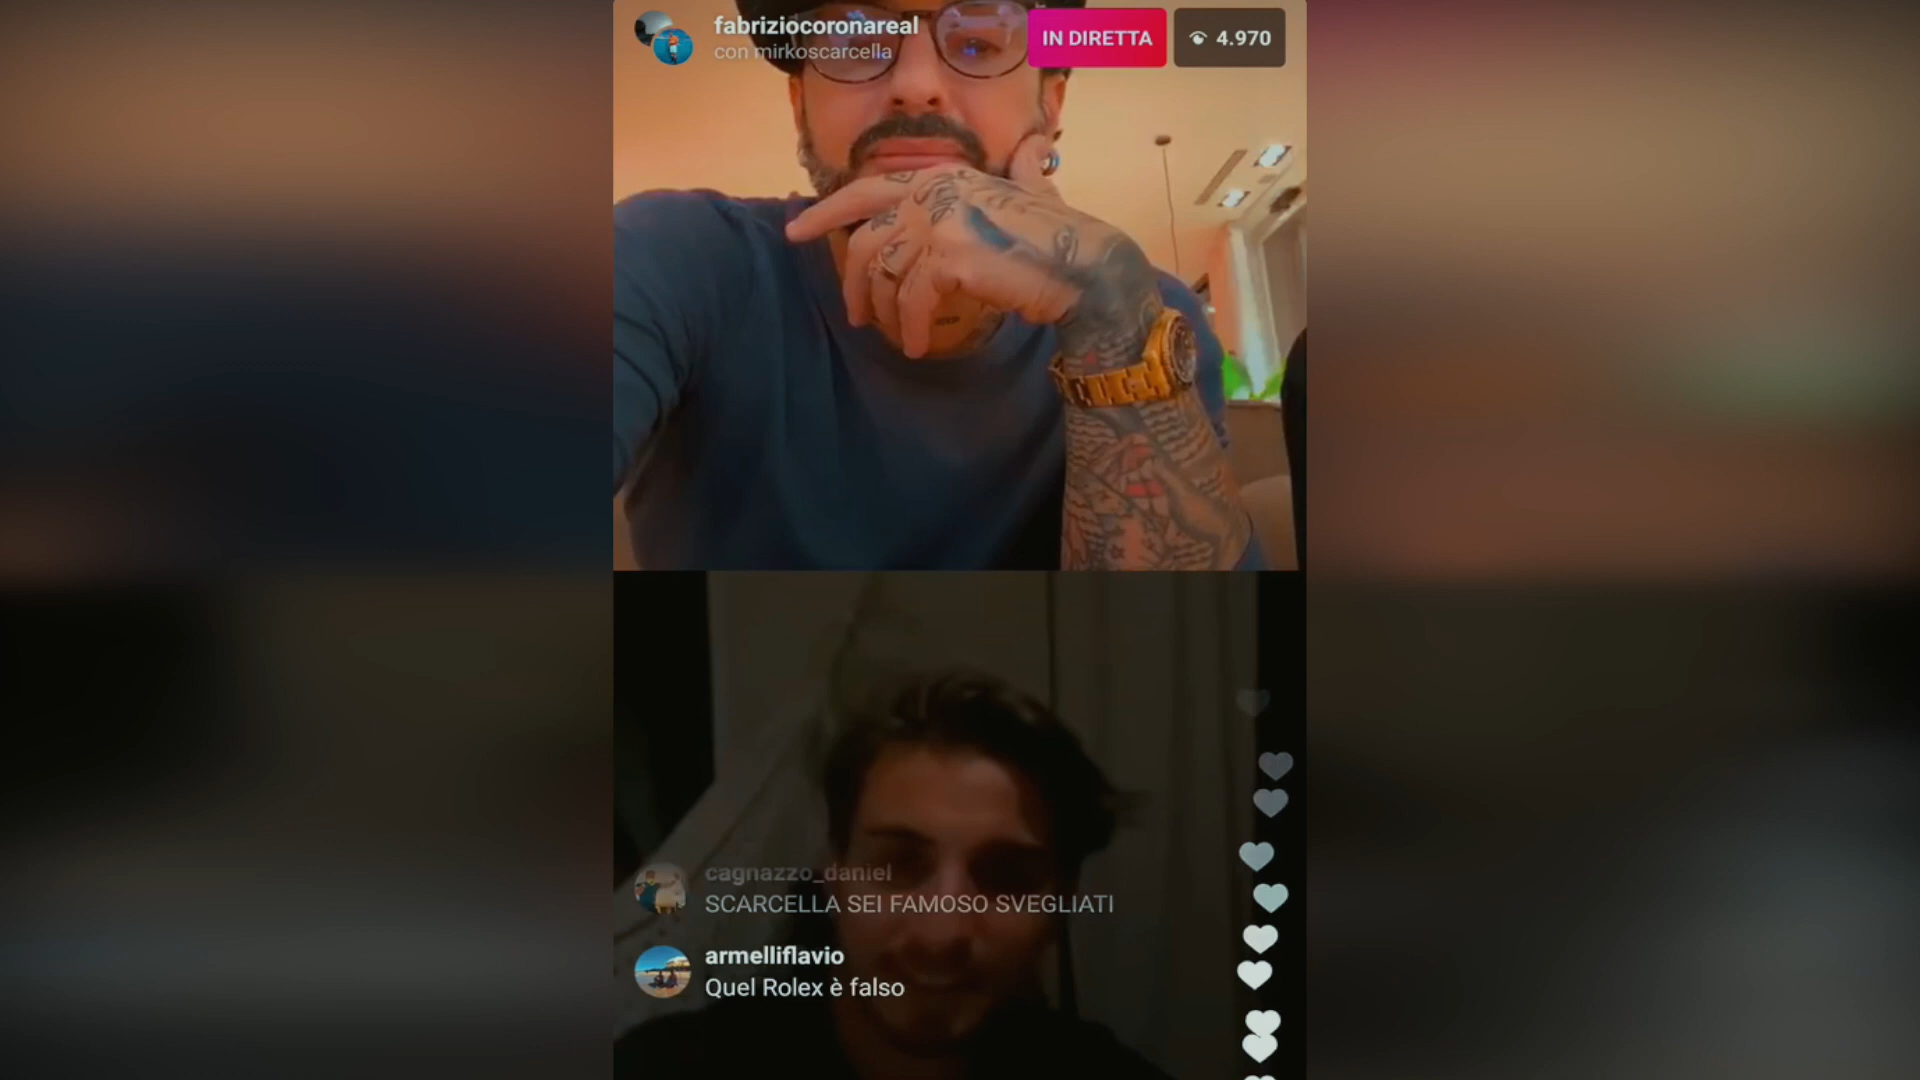 fabriziocoronareal
con mirkoscarcella
IN DIRETTA
4.970
cagnazzo_daniel
SCARCELLA SEI FAMOSO SVEGLIATI
armelliflavio
Quel Rolex è falso